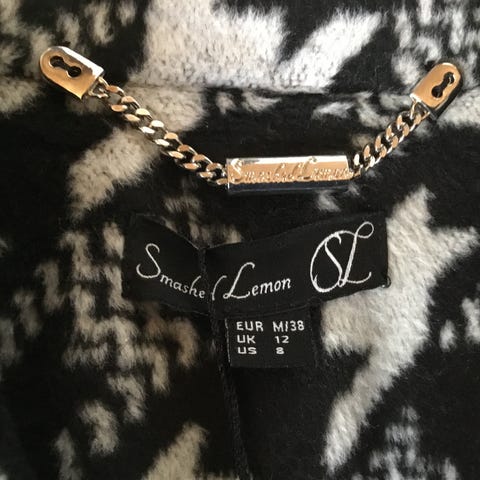 Smashed Lemon
Smashed Lemon SL
EUR M/38
UK 12
US 8